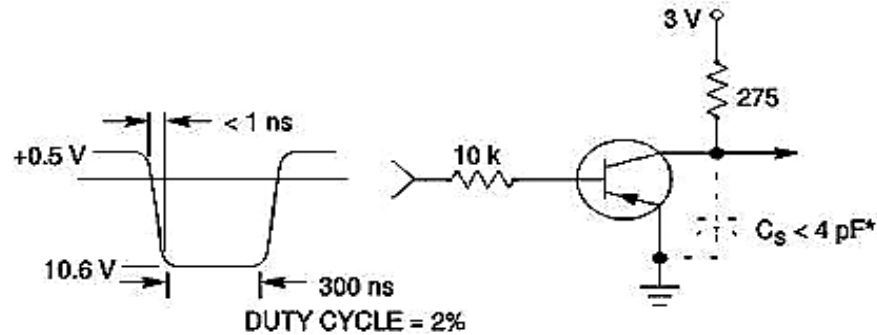 3 V
275
< 1 ns
+0.5 V
10 k
10.6 V
300 ns
C_S < 4 pF*
DUTY CYCLE = 2%